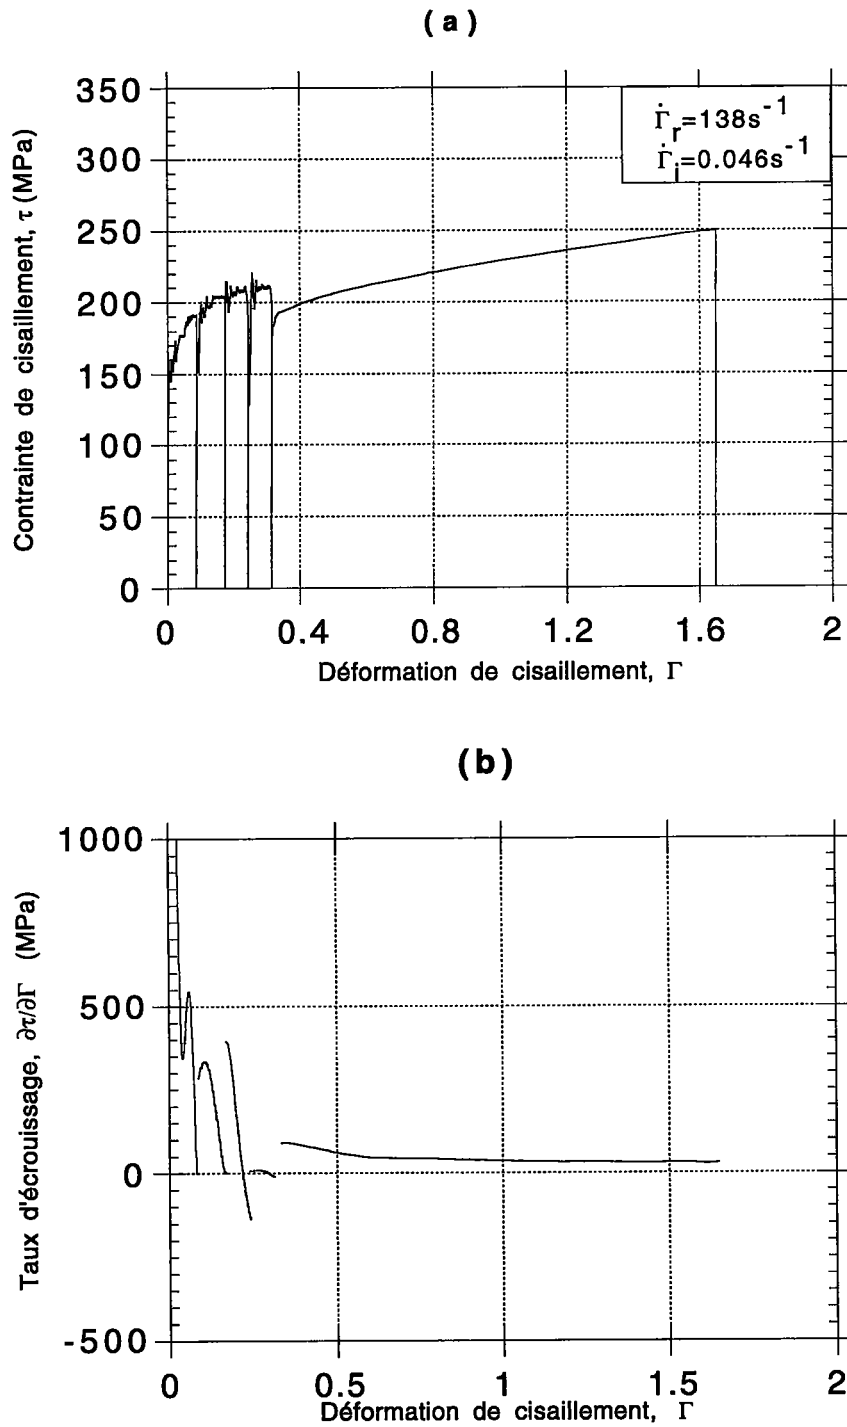 (a)
350
300
250
200
150
100
50
0
Contrainte de cisaillement, τ (MPa)
Γ̇r=138s-1
Γ̇i=0.046s-1
0 0.4 0.8 1.2 1.6 2
Déformation de cisaillement, Γ
(b)
1000
500
0
-500
Taux d'écrouissage, ∂τ/∂Γ (MPa)
0 0.5 1 1.5 2
Déformation de cisaillement, Γ